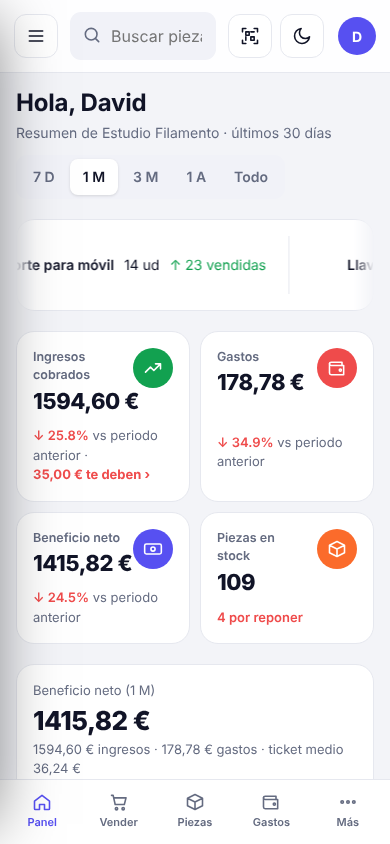 Buscar pieza
D
Hola, David
Resumen de Estudio Filamento · últimos 30 días
7 D 1 M 3 M 1 A Todo
orte para móvil 14 ud ↑ 23 vendidas Llav
Ingresos cobrados
1594,60 €
↓ 25.8% vs periodo anterior ·
35,00 € te deben ›
Gastos
178,78 €
↓ 34.9% vs periodo anterior
Beneficio neto
1415,82 €
↓ 24.5% vs periodo anterior
Piezas en stock
109
4 por reponer
Beneficio neto (1 M)
1415,82 €
1594,60 € ingresos · 178,78 € gastos · ticket medio
36,24 €
Panel Vender Piezas Gastos Más